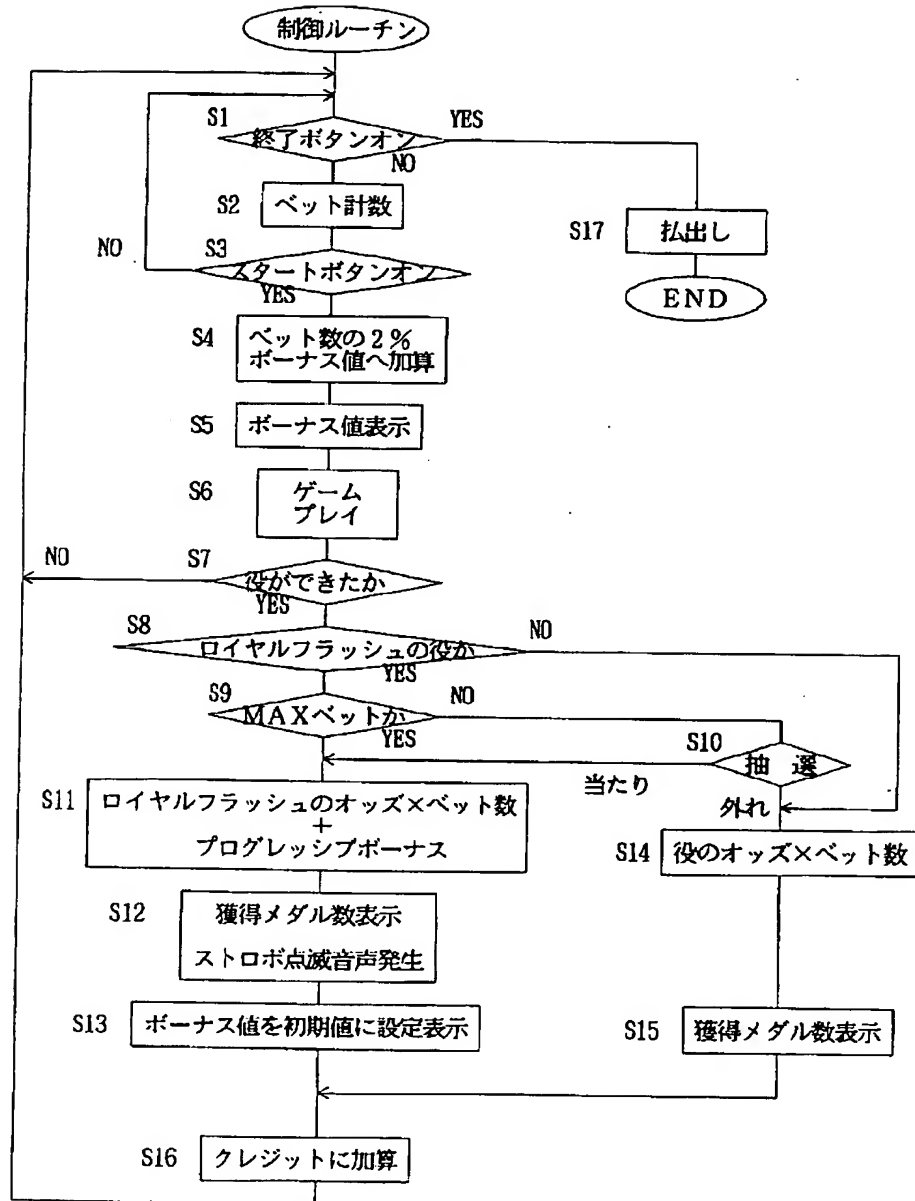 制御ルーチン
S1
終了ボタンオン
YES
NO
S2
ベット計数
S17
払出し
NO
S3
スタートボタンオン
YES
END
S4
ベット数の2%
ボーナス値へ加算
S5
ボーナス値表示
S6
ゲーム
プレイ
NO
S7
役ができたか
YES
S8
ロイヤルフラッシュの役か
NO
YES
S9
MAXベットか
NO
YES
S10
抽 選
当たり
外れ
S11
ロイヤルフラッシュのオッズ×ベット数
+
プログレッシブボーナス
S14
役のオッズ×ベット数
S12
獲得メダル数表示
ストロボ点滅音声発生
S13
ボーナス値を初期値に設定表示
S15
獲得メダル数表示
S16
クレジットに加算